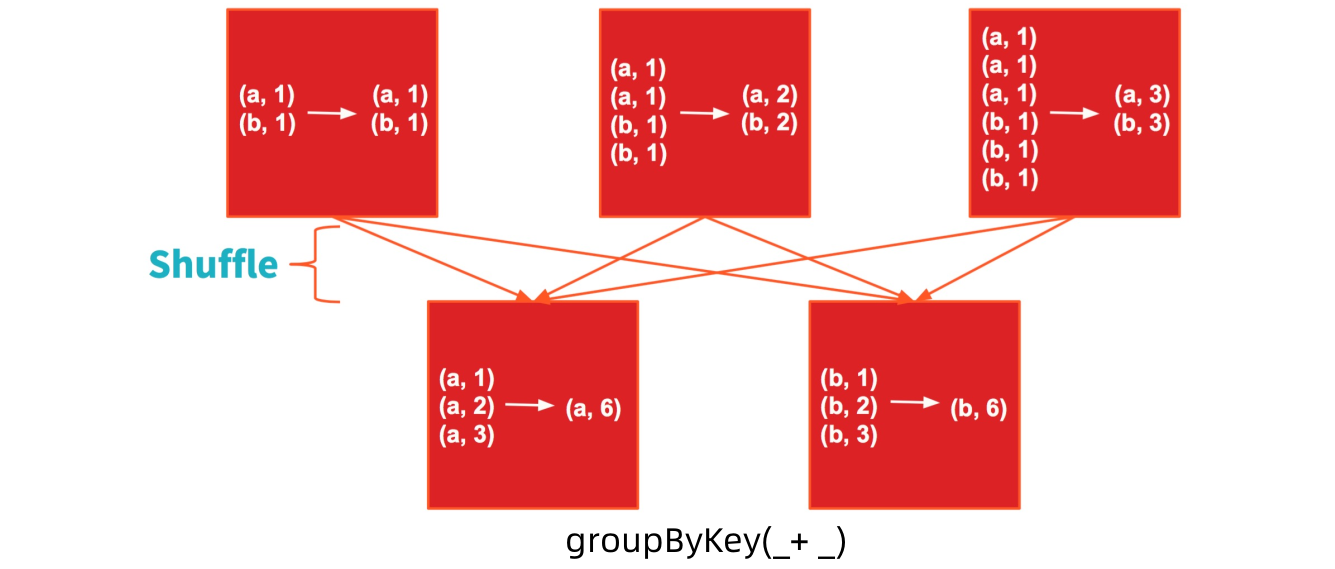 (a, 1)
(b, 1)
(a, 1)
(b, 1)
(a, 1)
(a, 1)
(b, 1)
(b, 1)
(a, 2)
(b, 2)
(a, 1)
(a, 1)
(a, 1)
(b, 1)
(b, 1)
(b, 1)
(a, 3)
(b, 3)
Shuffle
(a, 1)
(a, 2)
(a, 3)
(a, 6)
(b, 1)
(b, 2)
(b, 3)
(b, 6)
groupByKey(_+ _)